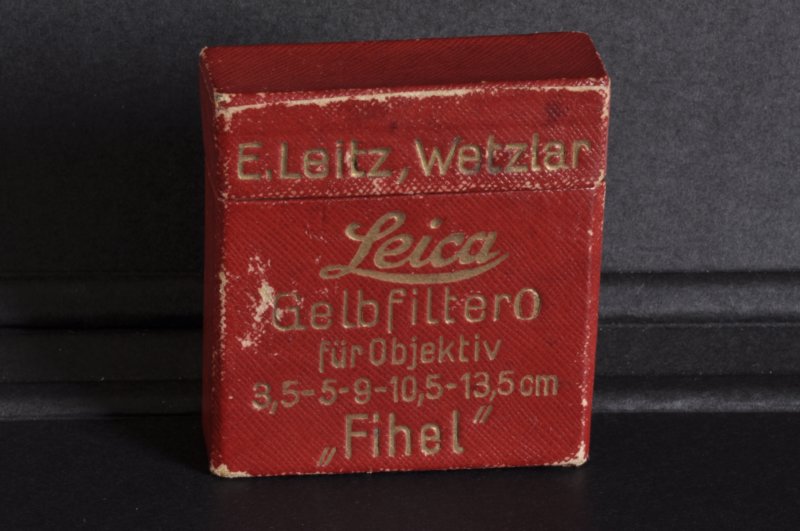 E. Leitz, Wetzlar
Leica
Gelbfilter 0
für Objektiv
3,5-5-9-10,5-13,5 cm
„Fihel”